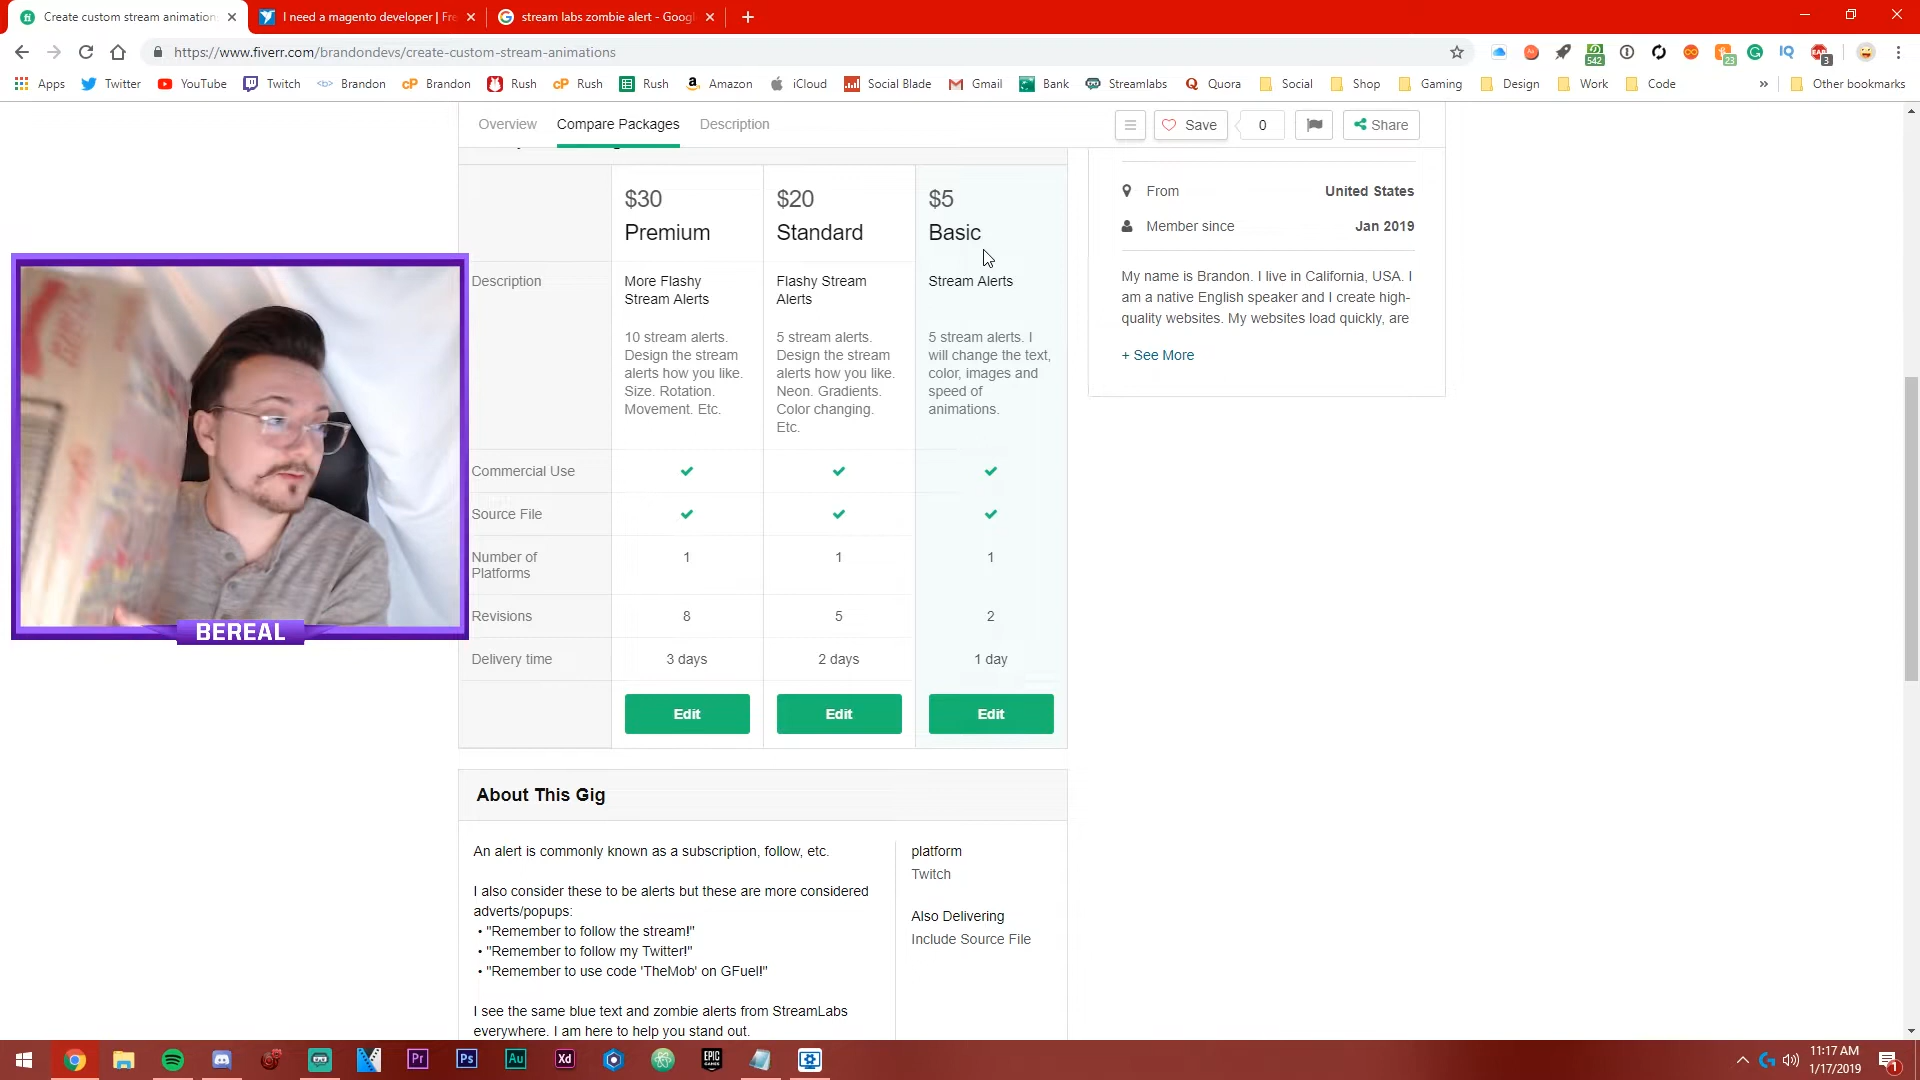 Create custom stream animation
I need a magento developer | Fre
stream labs zombie alert - Googl
https://www.fiverr.com/brandondevs/create-custom-stream-animations
542
23
3
Apps
Twitter
YouTube
Twitch
Brandon
cP Brandon
Rush
cP Rush
Rush
Amazon
iCloud
Social Blade
Gmail
Bank
Streamlabs
Quora
Social
Shop
Gaming
Design
Work
Code
»
Other bookmarks
Overview
Compare Packages
Description
Save
0
Share
$30
Premium
$20
Standard
$5
Basic
Description
More Flashy
Stream Alerts
10 stream alerts.
Design the stream
alerts how you like.
Size. Rotation.
Movement. Etc.
Flashy Stream
Alerts
5 stream alerts.
Design the stream
alerts how you like.
Neon. Gradients.
Color changing.
Etc.
Stream Alerts
5 stream alerts. I
will change the text,
color, images and
speed of
animations.
Commercial Use
Source File
Number of
Platforms
1
1
1
Revisions
8
5
2
Delivery time
3 days
2 days
1 day
Edit
Edit
Edit
From
United States
Member since
Jan 2019
My name is Brandon. I live in California, USA. I
am a native English speaker and I create high-
quality websites. My websites load quickly, are
+ See More
BEREAL
About This Gig
An alert is commonly known as a subscription, follow, etc.
I also consider these to be alerts but these are more considered
adverts/popups:
• "Remember to follow the stream!"
• "Remember to follow my Twitter!"
• "Remember to use code 'TheMob' on GFuel!"
I see the same blue text and zombie alerts from StreamLabs
everywhere. I am here to help you stand out.
platform
Twitch
Also Delivering
Include Source File
Pr
Ps
Au
Xd
EPIC
GAMES
11:17 AM
1/17/2019
1